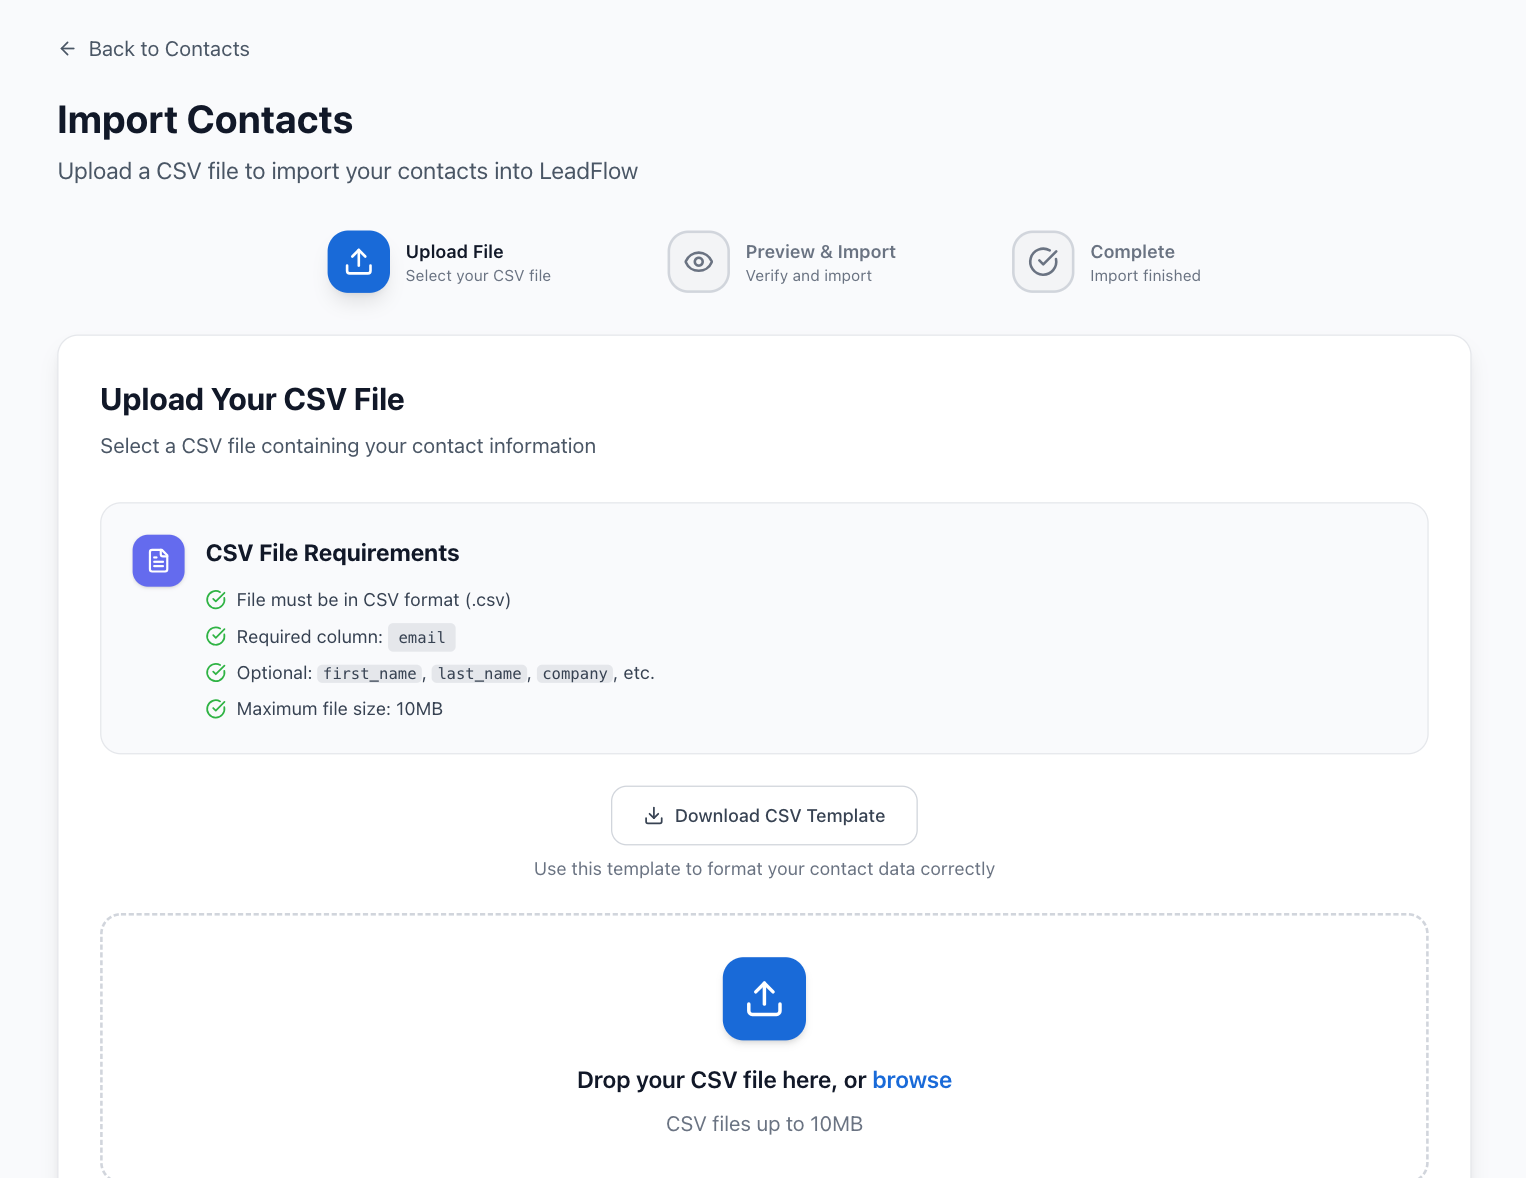 Back to Contacts
Import Contacts
Upload a CSV file to import your contacts into LeadFlow
Upload File
Select your CSV file
Preview & Import
Verify and import
Complete
Import finished
Upload Your CSV File
Select a CSV file containing your contact information
CSV File Requirements
File must be in CSV format (.csv)
Required column: email
Optional: first_name, last_name, company, etc.
Maximum file size: 10MB
Download CSV Template
Use this template to format your contact data correctly
Drop your CSV file here, or browse
CSV files up to 10MB